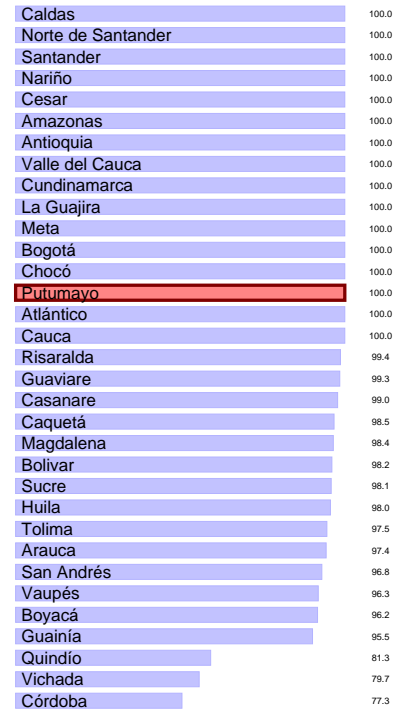 Caldas 100.0
Norte de Santander 100.0
Santander 100.0
Nariño 100.0
Cesar 100.0
Amazonas 100.0
Antioquia 100.0
Valle del Cauca 100.0
Cundinamarca 100.0
La Guajira 100.0
Meta 100.0
Bogotá 100.0
Chocó 100.0
Putumayo 100.0
Atlántico 100.0
Cauca 100.0
Risaralda 99.4
Guaviare 99.3
Casanare 99.0
Caquetá 98.5
Magdalena 98.4
Bolivar 98.2
Sucre 98.1
Huila 98.0
Tolima 97.5
Arauca 97.4
San Andrés 96.8
Vaupés 96.3
Boyacá 96.2
Guainía 95.5
Quindío 81.3
Vichada 79.7
Córdoba 77.3